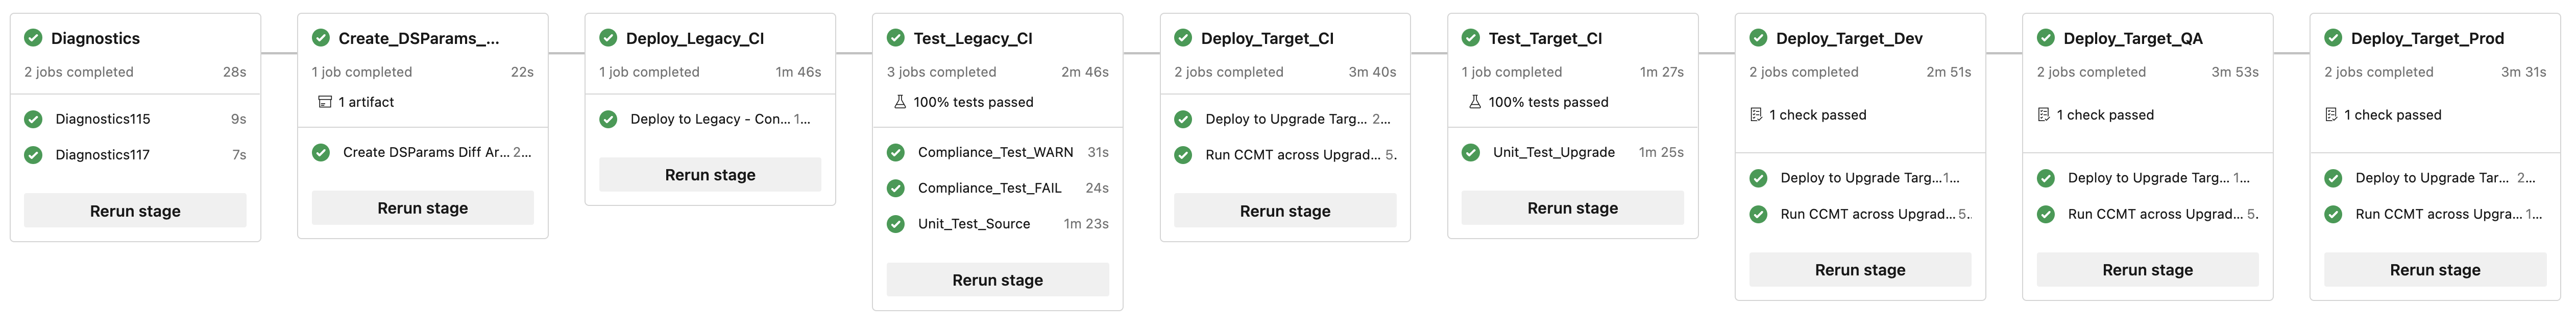 Diagnostics
2 jobs completed 28s
Diagnostics115 9s
Diagnostics117 7s
Rerun stage
Create_DSParams_...
1 job completed 22s
1 artifact
Create DSParams Diff Ar... 2...
Rerun stage
Deploy_Legacy_CI
1 job completed 1m 46s
Deploy to Legacy - Con... 1...
Rerun stage
Test_Legacy_CI
3 jobs completed 2m 46s
100% tests passed
Compliance_Test_WARN 31s
Compliance_Test_FAIL 24s
Unit_Test_Source 1m 23s
Rerun stage
Deploy_Target_CI
2 jobs completed 3m 40s
Deploy to Upgrade Targ... 2...
Run CCMT across Upgrad... 5.
Rerun stage
Test_Target_CI
1 job completed 1m 27s
100% tests passed
Unit_Test_Upgrade 1m 25s
Rerun stage
Deploy_Target_Dev
2 jobs completed 2m 51s
1 check passed
Deploy to Upgrade Targ... 1...
Run CCMT across Upgrad... 5..
Rerun stage
Deploy_Target_QA
2 jobs completed 3m 53s
1 check passed
Deploy to Upgrade Targ... 1...
Run CCMT across Upgrad... 5.
Rerun stage
Deploy_Target_Prod
2 jobs completed 3m 31s
1 check passed
Deploy to Upgrade Tar... 2...
Run CCMT across Upgra... 1...
Rerun stage